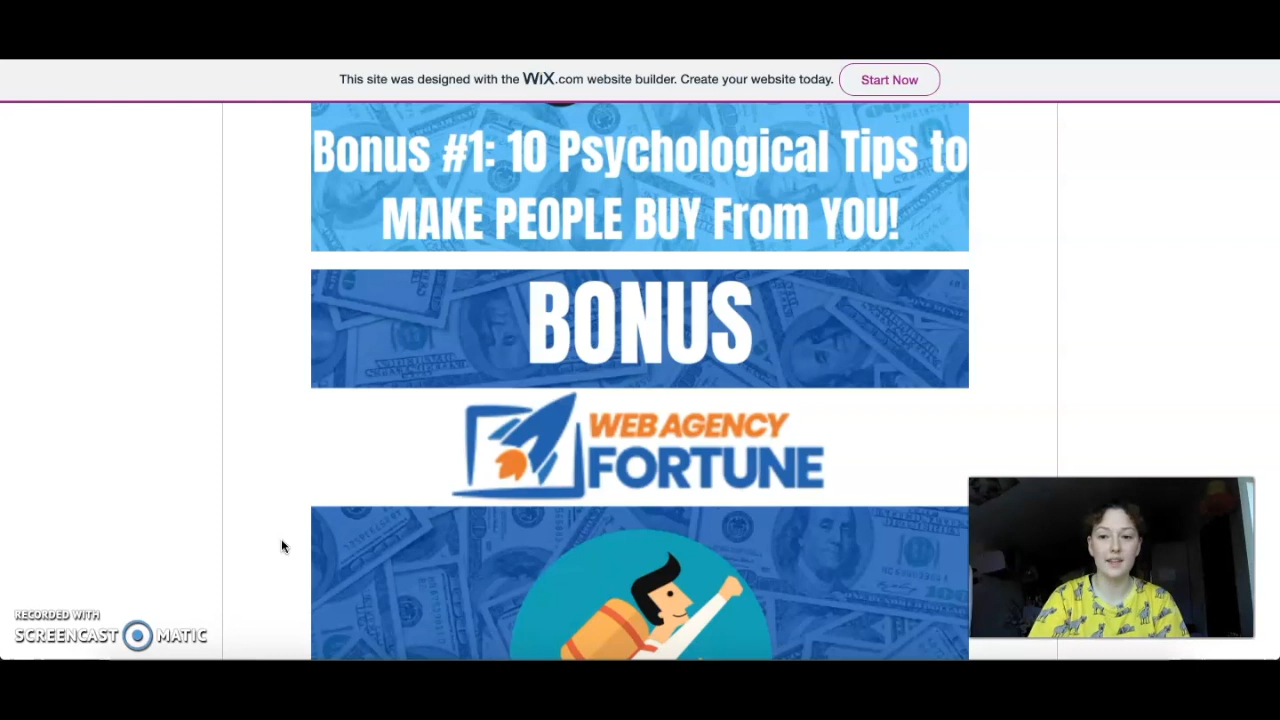 This site was designed with the WiX.com website builder. Create your website today.
Start Now
Bonus #1: 10 Psychological Tips to
MAKE PEOPLE BUY From YOU!
BONUS
WEB AGENCY
FORTUNE
RECORDED WITH
SCREENCAST MATIC